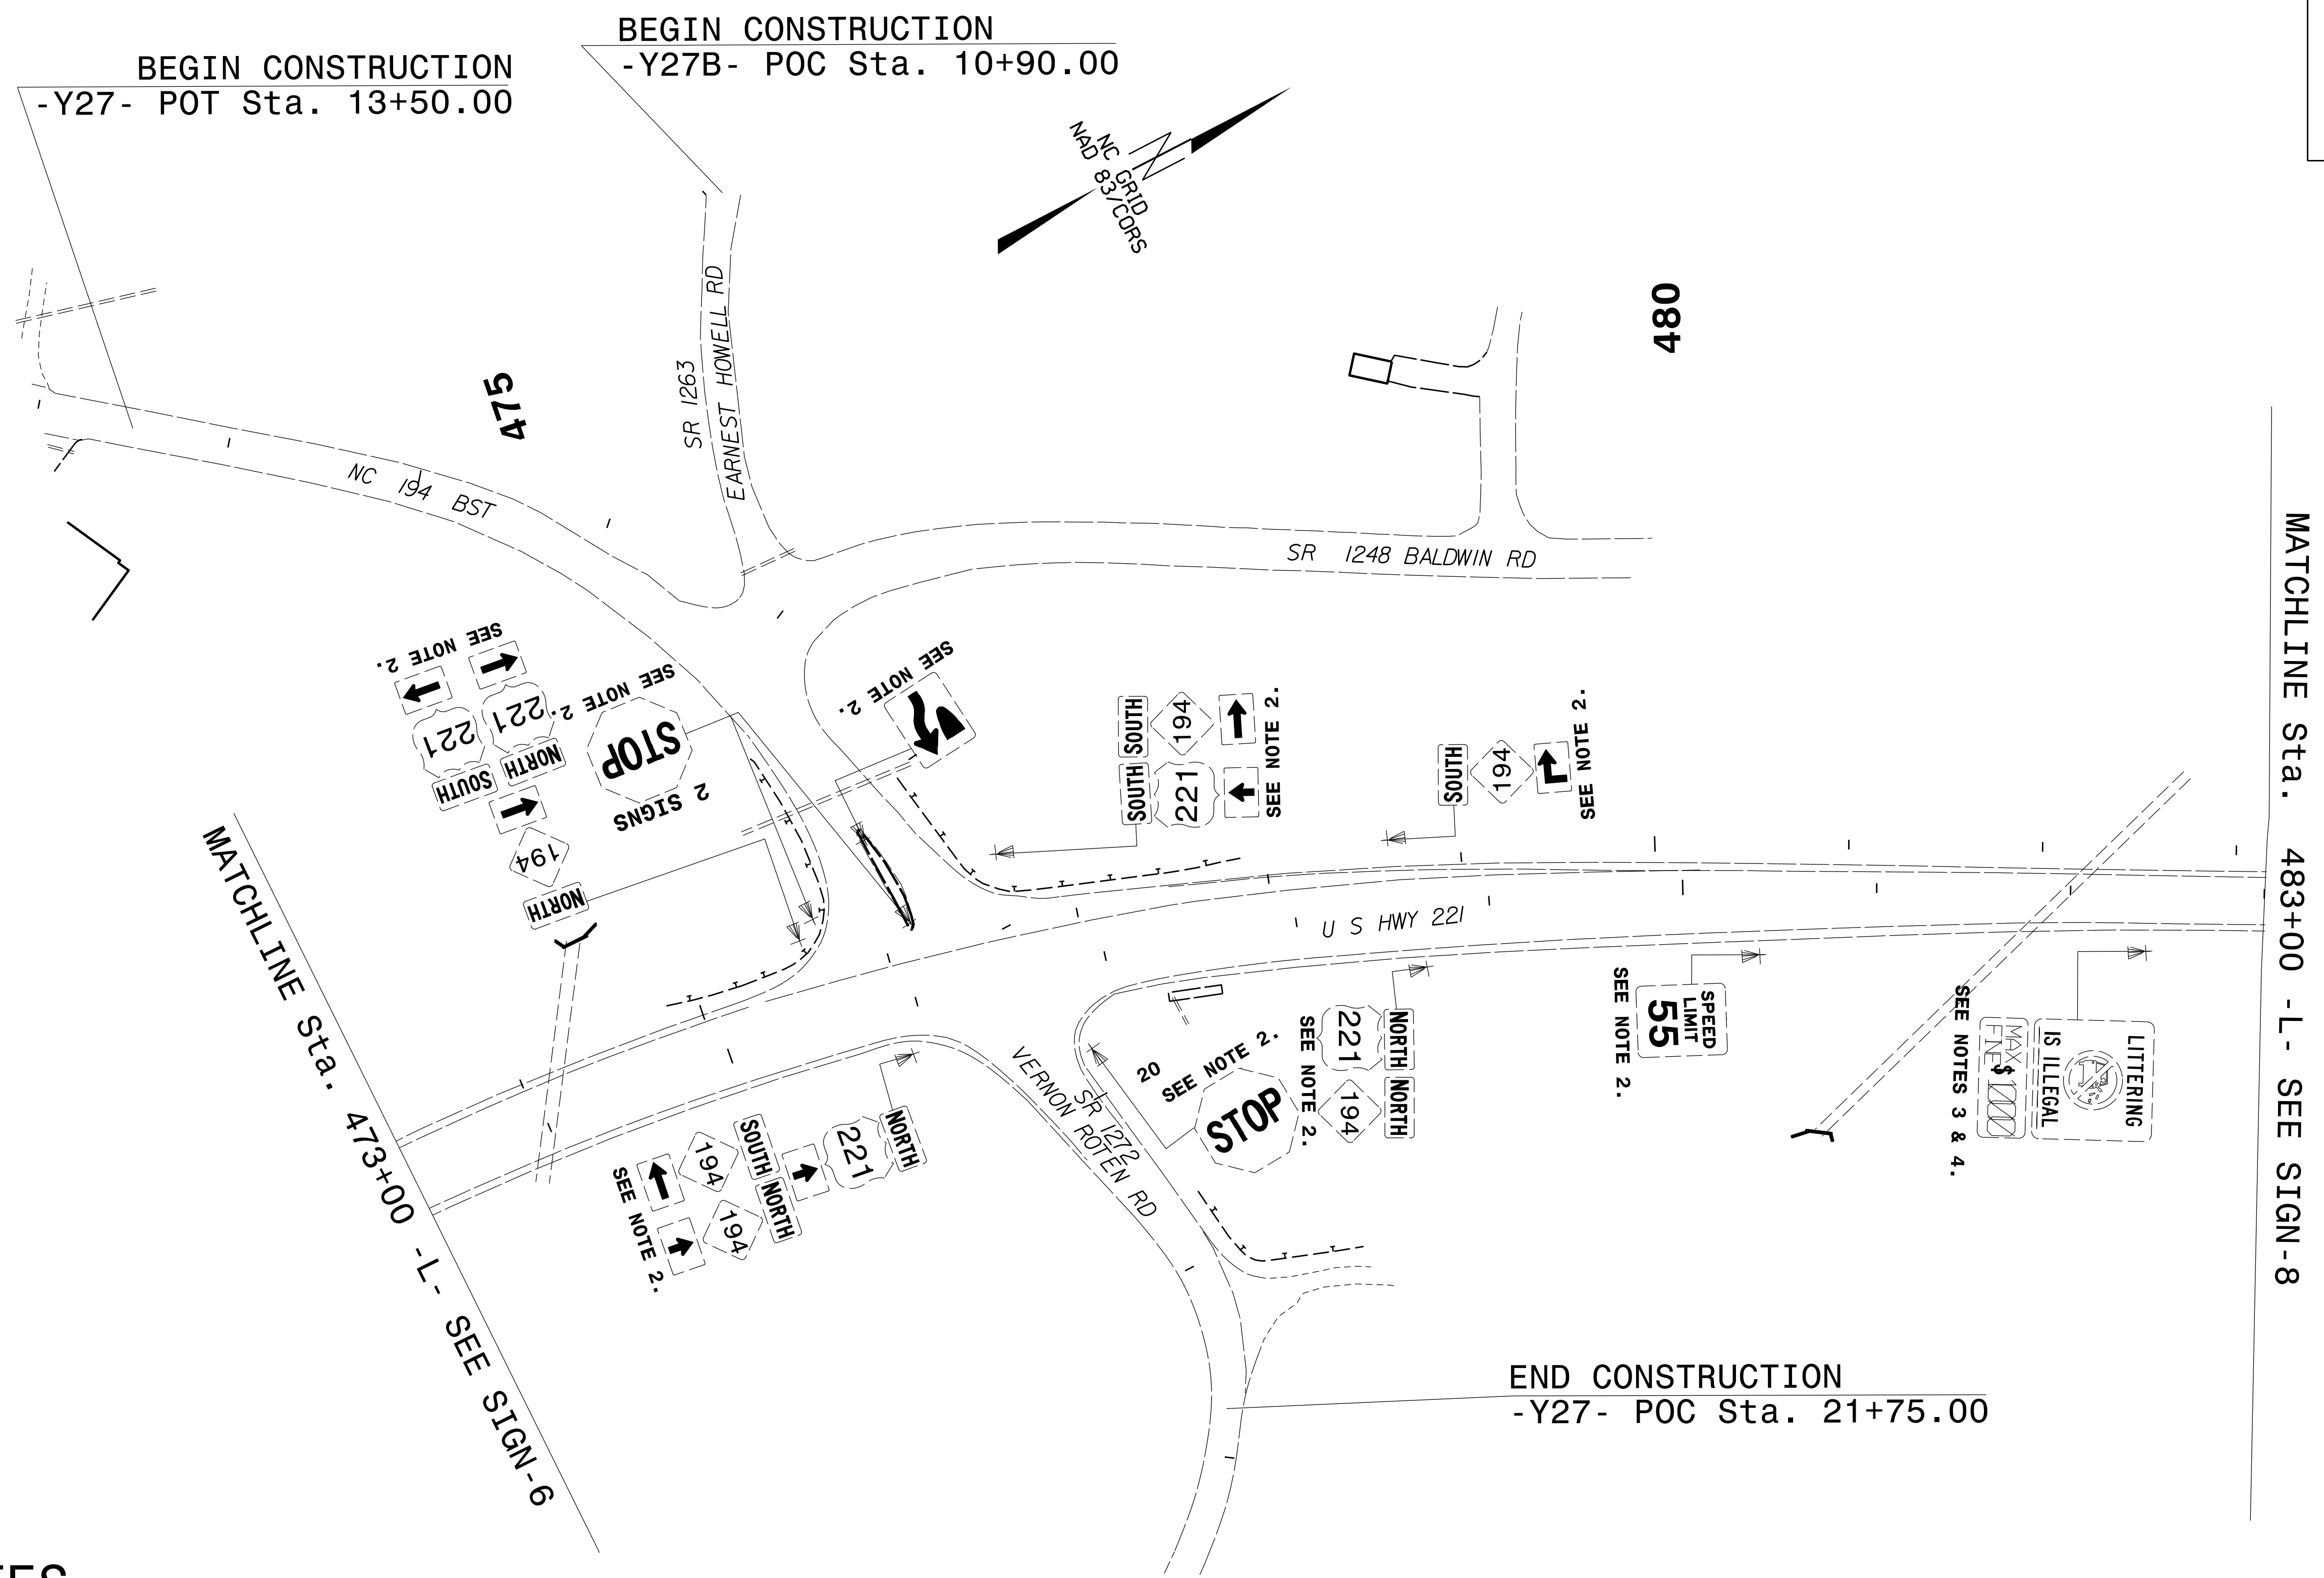 BEGIN CONSTRUCTION
-Y27- POT Sta. 13+50.00
BEGIN CONSTRUCTION
-Y27B- POC Sta. 10+90.00
NC GRID
NAD 83/CORS
475
480
NC 194 BST
SR 1263
EARNEST HOWELL RD
SR 1248 BALDWIN RD
SEE NOTE 2.
221
221
SOUTH
NORTH
194
NORTH
SEE NOTE 2.
STOP
2 SIGNS
SEE NOTE 2.
SOUTH
SOUTH
194
221
SEE NOTE 2.
SOUTH
194
SEE NOTE 2.
U S HWY 221
MATCHLINE Sta. 473+00 -L- SEE SIGN-6
MATCHLINE Sta. 483+00 -L- SEE SIGN-8
NORTH
221
SOUTH
NORTH
194
194
SEE NOTE 2.
VERNON ROTEN RD
SR 1272
20
SEE NOTE 2.
STOP
NORTH
NORTH
221
194
SEE NOTE 2.
SPEED
LIMIT
55
SEE NOTE 2.
LITTERING
IS ILLEGAL
MAX $
FINE
SEE NOTES 3 & 4.
END CONSTRUCTION
-Y27- POC Sta. 21+75.00